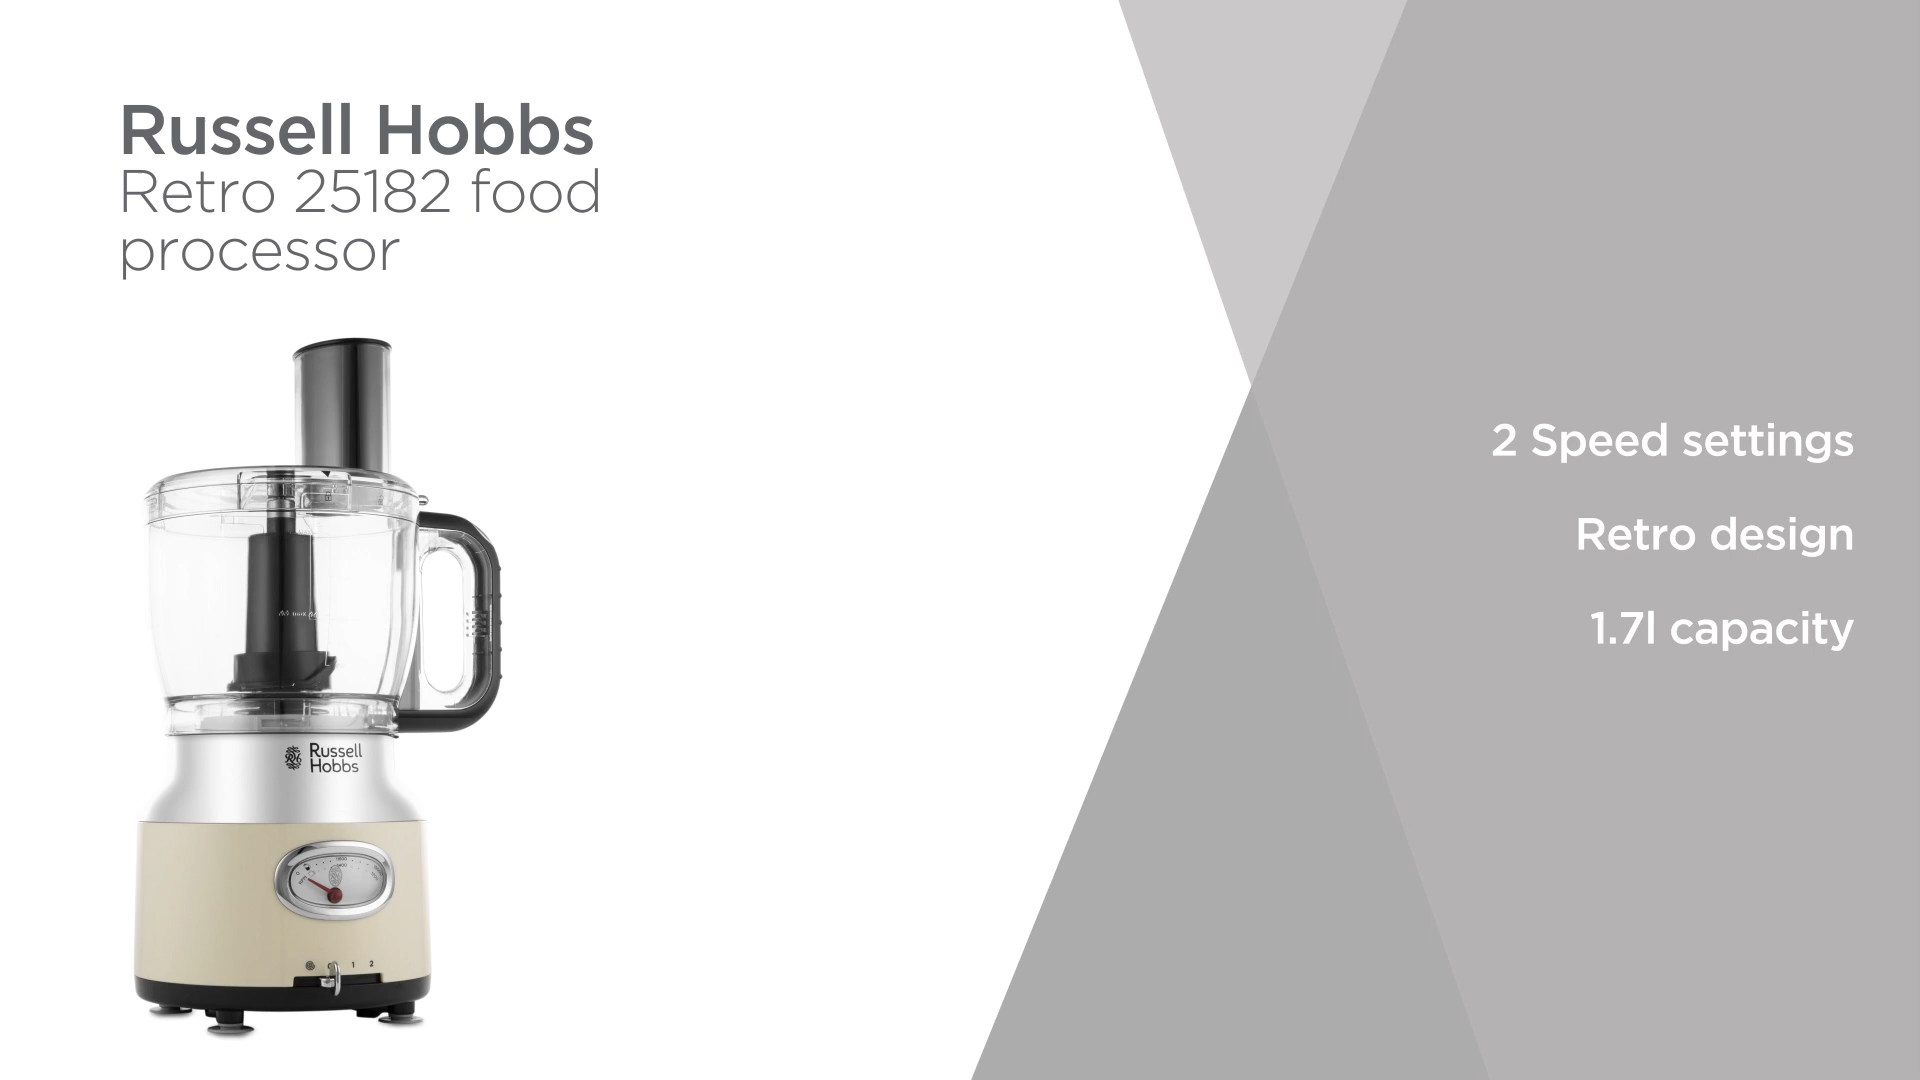 Russell Hobbs
Retro 25182 food
processor
2 Speed settings
Retro design
1.7l capacity
Russell
Hobbs
1 2